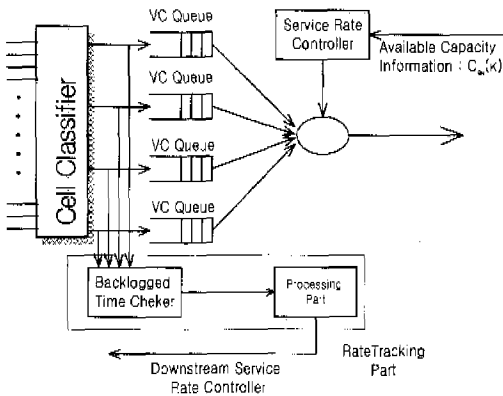 Cell Classifier
VC Queue
VC Queue
VC Queue
VC Queue
Service Rate
Controller
Available Capacity
Information : C
(k)
Backlogged
Time Cheker
Processing
Part
RateTracking
Part
Downstream Service
Rate Controller